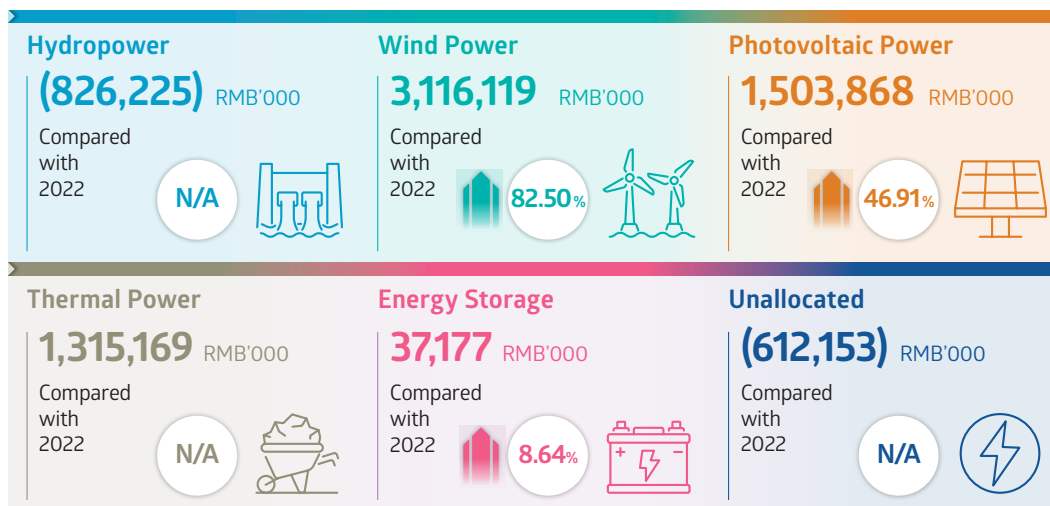 Hydropower
(826,225) RMB'000
Compared
with
2022
N/A
Wind Power
3,116,119 RMB'000
Compared
with
2022
82.50%
Photovoltaic Power
1,503,868 RMB'000
Compared
with
2022
46.91%
Thermal Power
1,315,169 RMB'000
Compared
with
2022
N/A
Energy Storage
37,177 RMB'000
Compared
with
2022
8.64%
Unallocated
(612,153) RMB'000
Compared
with
2022
N/A